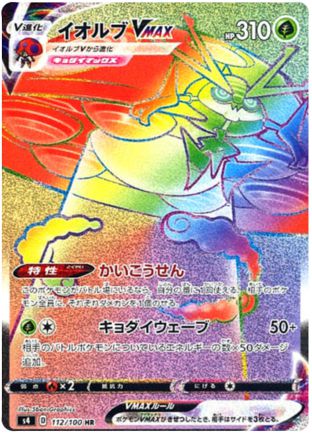 V進化
イオルブVMAX
HP310
イオルブVから進化
キョダイマックス
特性 かいこうせん
このポケモンがバトル場にいるなら、自分の番に1回使える。相手のポ
ケモン全員に、それぞれダメカンを1個のせる。
キョダイウェーブ 50+
相手のバトルポケモンについているエネルギーの数×50ダメージ
追加。
弱点 ×2 抵抗力 にげる
Illus. 5ban Graphics
VMAXルール
ポケモンVMAXがきぜつしたとき、相手はサイドを3枚とる。
s4 D 112/100 HR